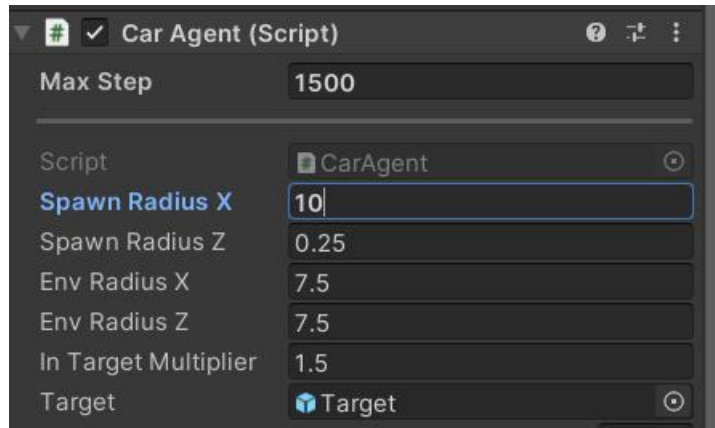 # Car Agent (Script)
Max Step 1500
Script # CarAgent
Spawn Radius X 10
Spawn Radius Z 0.25
Env Radius X 7.5
Env Radius Z 7.5
In Target Multiplier 1.5
Target Target